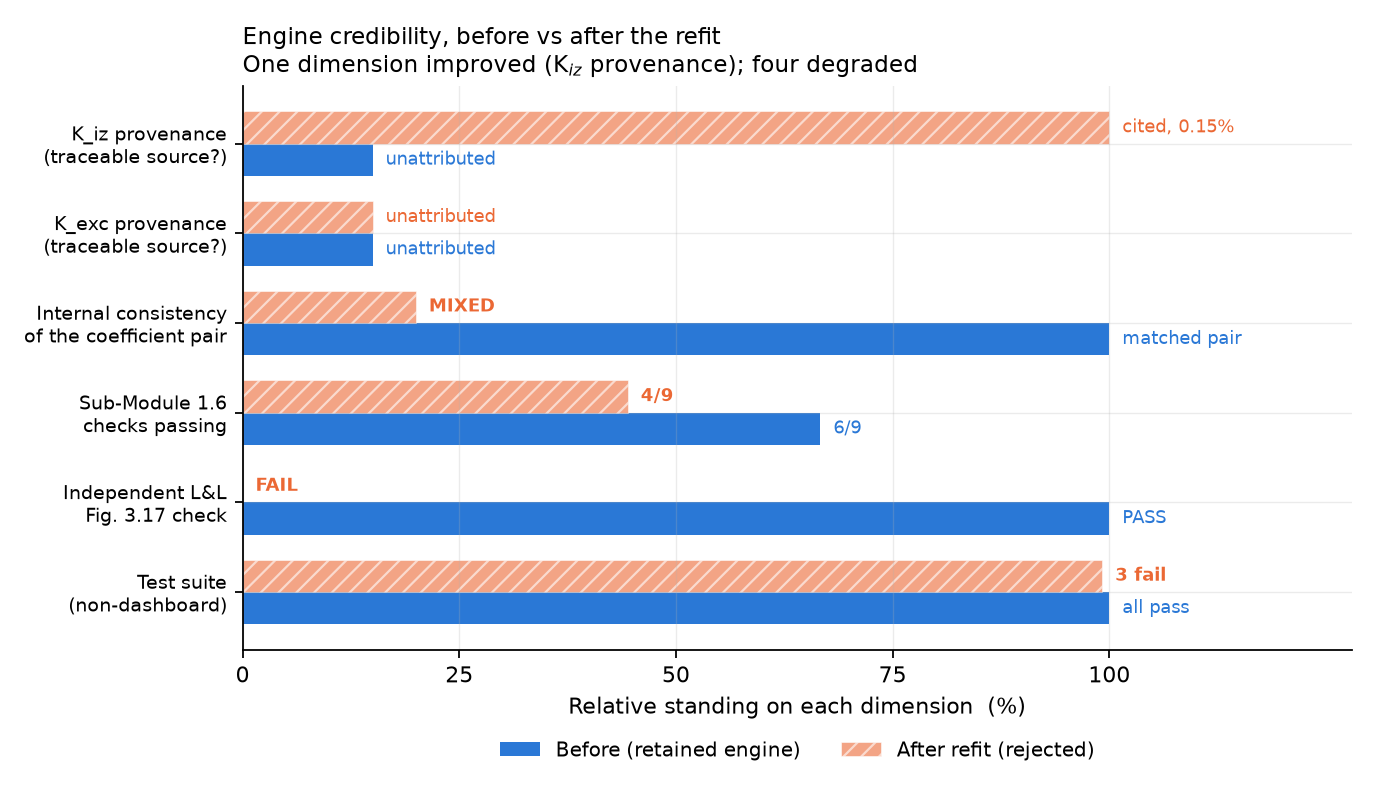 Engine credibility, before vs after the refit
One dimension improved (K_iz provenance); four degraded
K_iz provenance
(traceable source?)
cited, 0.15%
unattributed
K_exc provenance
(traceable source?)
unattributed
unattributed
Internal consistency
of the coefficient pair
MIXED
matched pair
Sub-Module 1.6
checks passing
4/9
6/9
Independent L&L
Fig. 3.17 check
FAIL
PASS
Test suite
(non-dashboard)
3 fail
all pass
0 25 50 75 100
Relative standing on each dimension (%)
Before (retained engine) After refit (rejected)